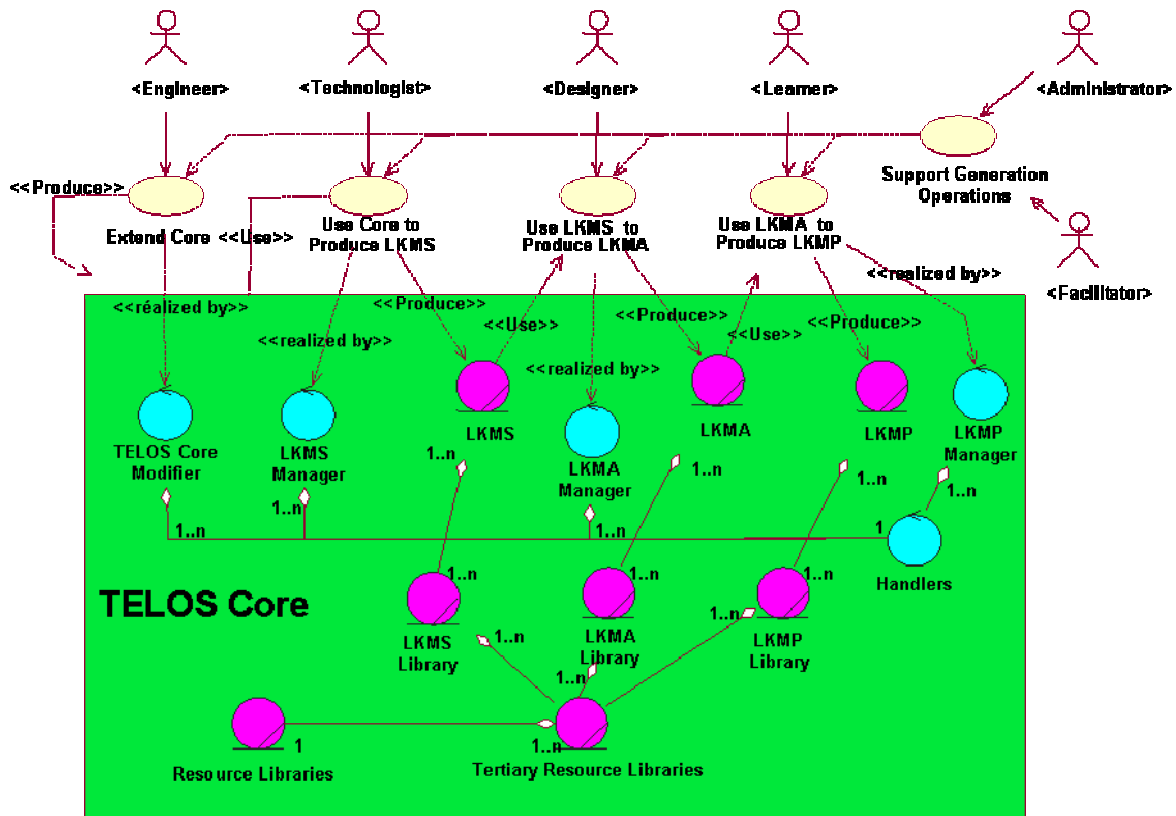 <Engineer>
<Technologist>
<Designer>
<Learner>
<Administrator>
<<Produce>>
Extend Core
<<Use>>
Use Core to
Produce LKMS
Use LKMS to
Produce LKMA
Use LKMA to
Produce LKMP
Support Generation
Operations
<Facilitator>
<<réalized by>>
<<Produce>>
<<realized by>>
<<Use>>
<<realized by>>
<<Produce>>
<<Use>>
<<Produce>>
<<realized by>>
TELOS Core
Modifier
LKMS
Manager
LKMS
LKMA
Manager
LKMA
LKMP
LKMP
Manager
1..n
1..n
1..n
1..n
1..n
1..n
1..n
1
Handlers
TELOS Core
1..n
1..n
1..n
LKMS
Library
LKMA
Library
LKMP
Library
1..n
1..n
1..n
1
1..n
Resource Libraries
Tertiary Resource Libraries